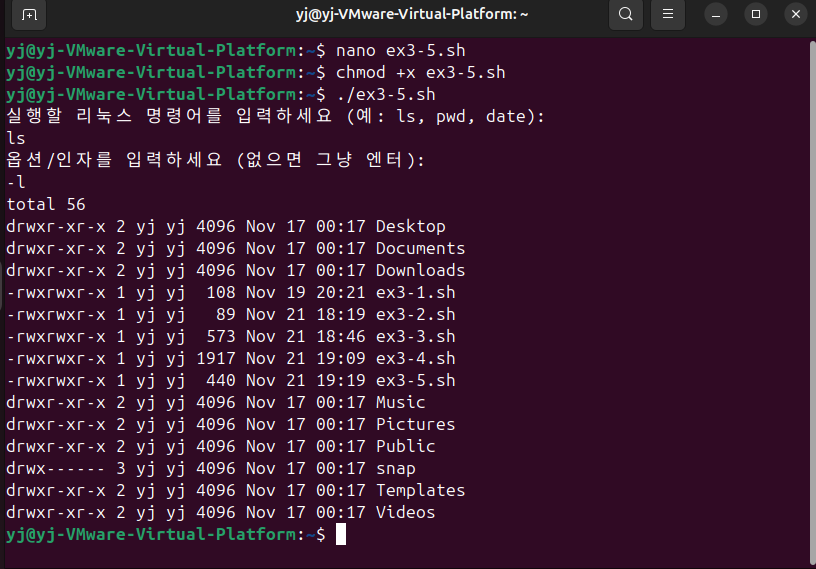 yj@yj-VMware-Virtual-Platform: ~
yj@yj-VMware-Virtual-Platform:~$ nano ex3-5.sh
yj@yj-VMware-Virtual-Platform:~$ chmod +x ex3-5.sh
yj@yj-VMware-Virtual-Platform:~$ ./ex3-5.sh
실행할 리눅스 명령어를 입력하세요 (예: ls, pwd, date):
ls
옵션/인자를 입력하세요 (없으면 그냥 엔터):
-l
total 56
drwxr-xr-x 2 yj yj 4096 Nov 17 00:17 Desktop
drwxr-xr-x 2 yj yj 4096 Nov 17 00:17 Documents
drwxr-xr-x 2 yj yj 4096 Nov 17 00:17 Downloads
-rwxrwxr-x 1 yj yj  108 Nov 19 20:21 ex3-1.sh
-rwxrwxr-x 1 yj yj   89 Nov 21 18:19 ex3-2.sh
-rwxrwxr-x 1 yj yj  573 Nov 21 18:46 ex3-3.sh
-rwxrwxr-x 1 yj yj 1917 Nov 21 19:09 ex3-4.sh
-rwxrwxr-x 1 yj yj  440 Nov 21 19:19 ex3-5.sh
drwxr-xr-x 2 yj yj 4096 Nov 17 00:17 Music
drwxr-xr-x 2 yj yj 4096 Nov 17 00:17 Pictures
drwxr-xr-x 2 yj yj 4096 Nov 17 00:17 Public
drwx------ 3 yj yj 4096 Nov 17 00:17 snap
drwxr-xr-x 2 yj yj 4096 Nov 17 00:17 Templates
drwxr-xr-x 2 yj yj 4096 Nov 17 00:17 Videos
yj@yj-VMware-Virtual-Platform:~$